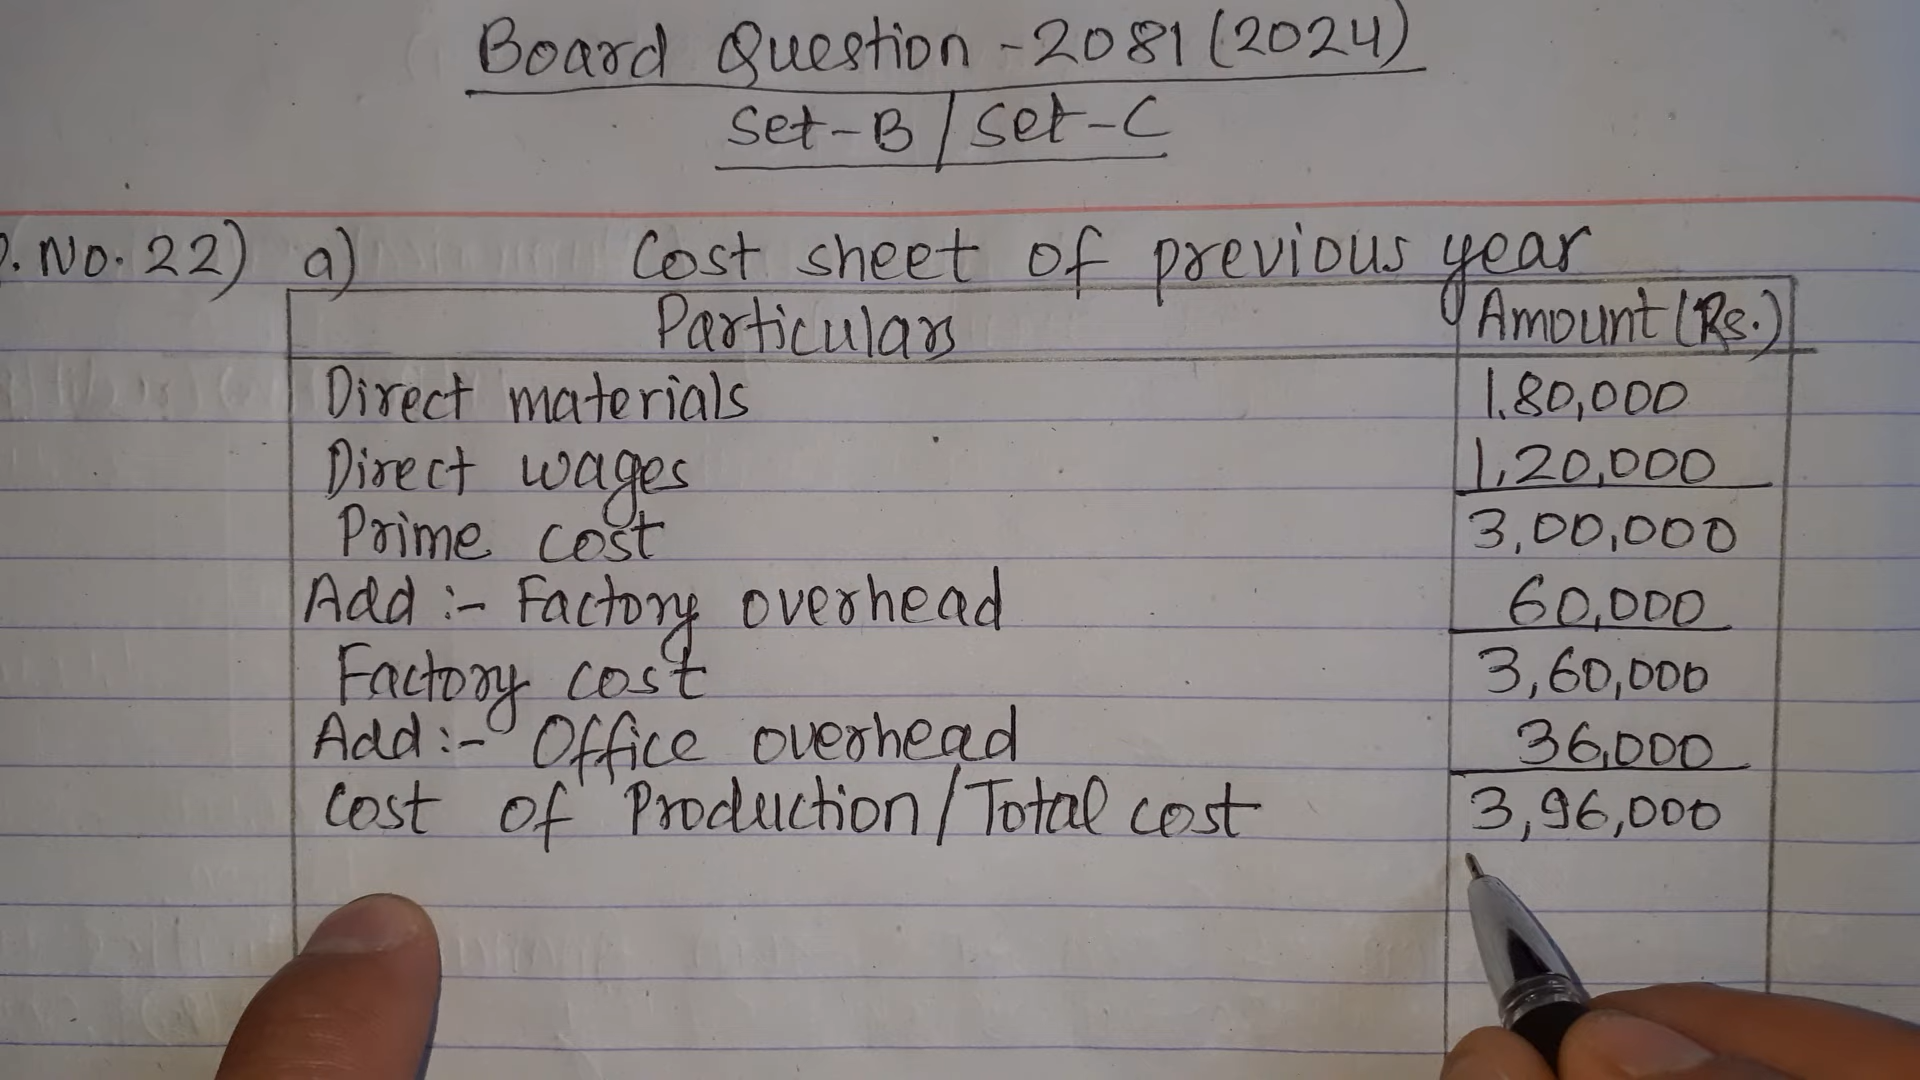 Board Question - 2081 (2024)
Set-B / Set-C
Q. No. 22) a) Cost sheet of previous year
Particulars Amount (Rs.)
Direct materials 1,80,000
Direct wages 1,20,000
Prime cost 3,00,000
Add :- Factory overhead 60,000
Factory cost 3,60,000
Add :- Office overhead 36,000
Cost of Production / Total cost 3,96,000